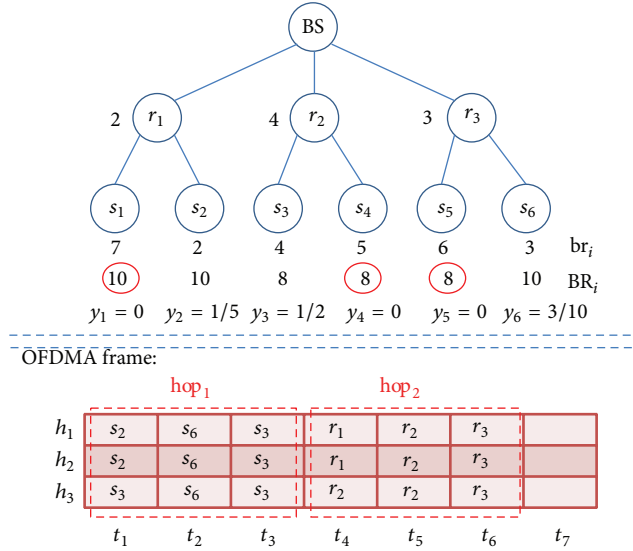 BS
2 r1 4 r2 3 r3
s1 s2 s3 s4 s5 s6
7 2 4 5 6 3 bri
10 10 8 8 8 10 BRi
y1 = 0 y2 = 1/5 y3 = 1/2 y4 = 0 y5 = 0 y6 = 3/10
OFDMA frame:
hop1 hop2
h1 s2 s6 s3 r1 r2 r3
h2 s2 s6 s3 r1 r2 r3
h3 s3 s6 s3 r2 r2 r3
t1 t2 t3 t4 t5 t6 t7